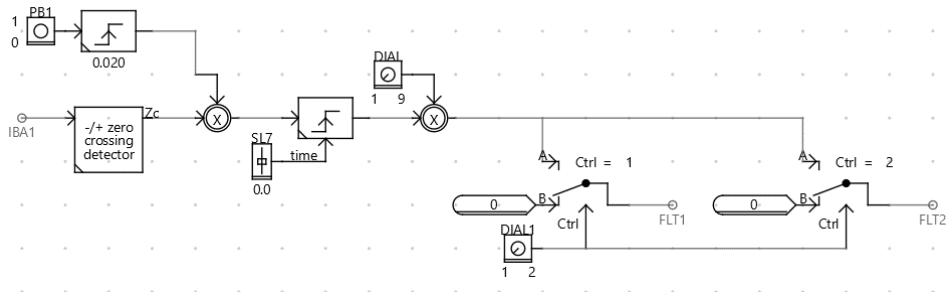 PB1
1
0
0.020
DIAL
1 9
IBA1
-/+ zero
crossing
detector
Zc
X
SL7
time
0.0
X
A
Ctrl = 1
B
0
Ctrl
FLT1
A
Ctrl = 2
B
0
Ctrl
FLT2
DIAL1
1 2